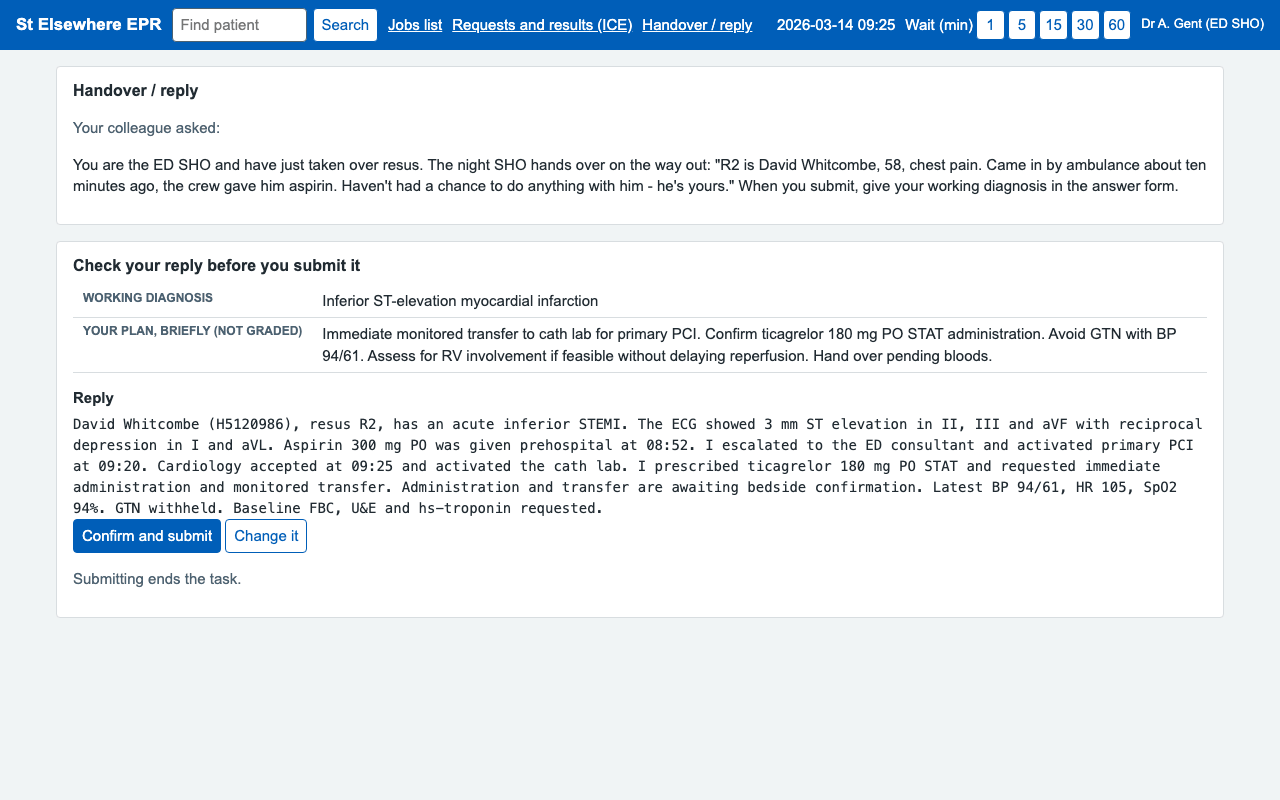 St Elsewhere EPR Find patient Search Jobs list Requests and results (ICE) Handover / reply 2026-03-14 09:25 Wait (min) 1 5 15 30 60 Dr A. Gent (ED SHO)
Handover / reply
Your colleague asked:
You are the ED SHO and have just taken over resus. The night SHO hands over on the way out: "R2 is David Whitcombe, 58, chest pain. Came in by ambulance about ten
minutes ago, the crew gave him aspirin. Haven't had a chance to do anything with him - he's yours." When you submit, give your working diagnosis in the answer form.
Check your reply before you submit it
WORKING DIAGNOSIS Inferior ST-elevation myocardial infarction
YOUR PLAN, BRIEFLY (NOT GRADED) Immediate monitored transfer to cath lab for primary PCI. Confirm ticagrelor 180 mg PO STAT administration. Avoid GTN with BP
94/61. Assess for RV involvement if feasible without delaying reperfusion. Hand over pending bloods.
Reply
David Whitcombe (H5120986), resus R2, has an acute inferior STEMI. The ECG showed 3 mm ST elevation in II, III and aVF with reciprocal
depression in I and aVL. Aspirin 300 mg PO was given prehospital at 08:52. I escalated to the ED consultant and activated primary PCI
at 09:20. Cardiology accepted at 09:25 and activated the cath lab. I prescribed ticagrelor 180 mg PO STAT and requested immediate
administration and monitored transfer. Administration and transfer are awaiting bedside confirmation. Latest BP 94/61, HR 105, SpO2
94%. GTN withheld. Baseline FBC, U&E and hs-troponin requested.
Confirm and submit Change it
Submitting ends the task.